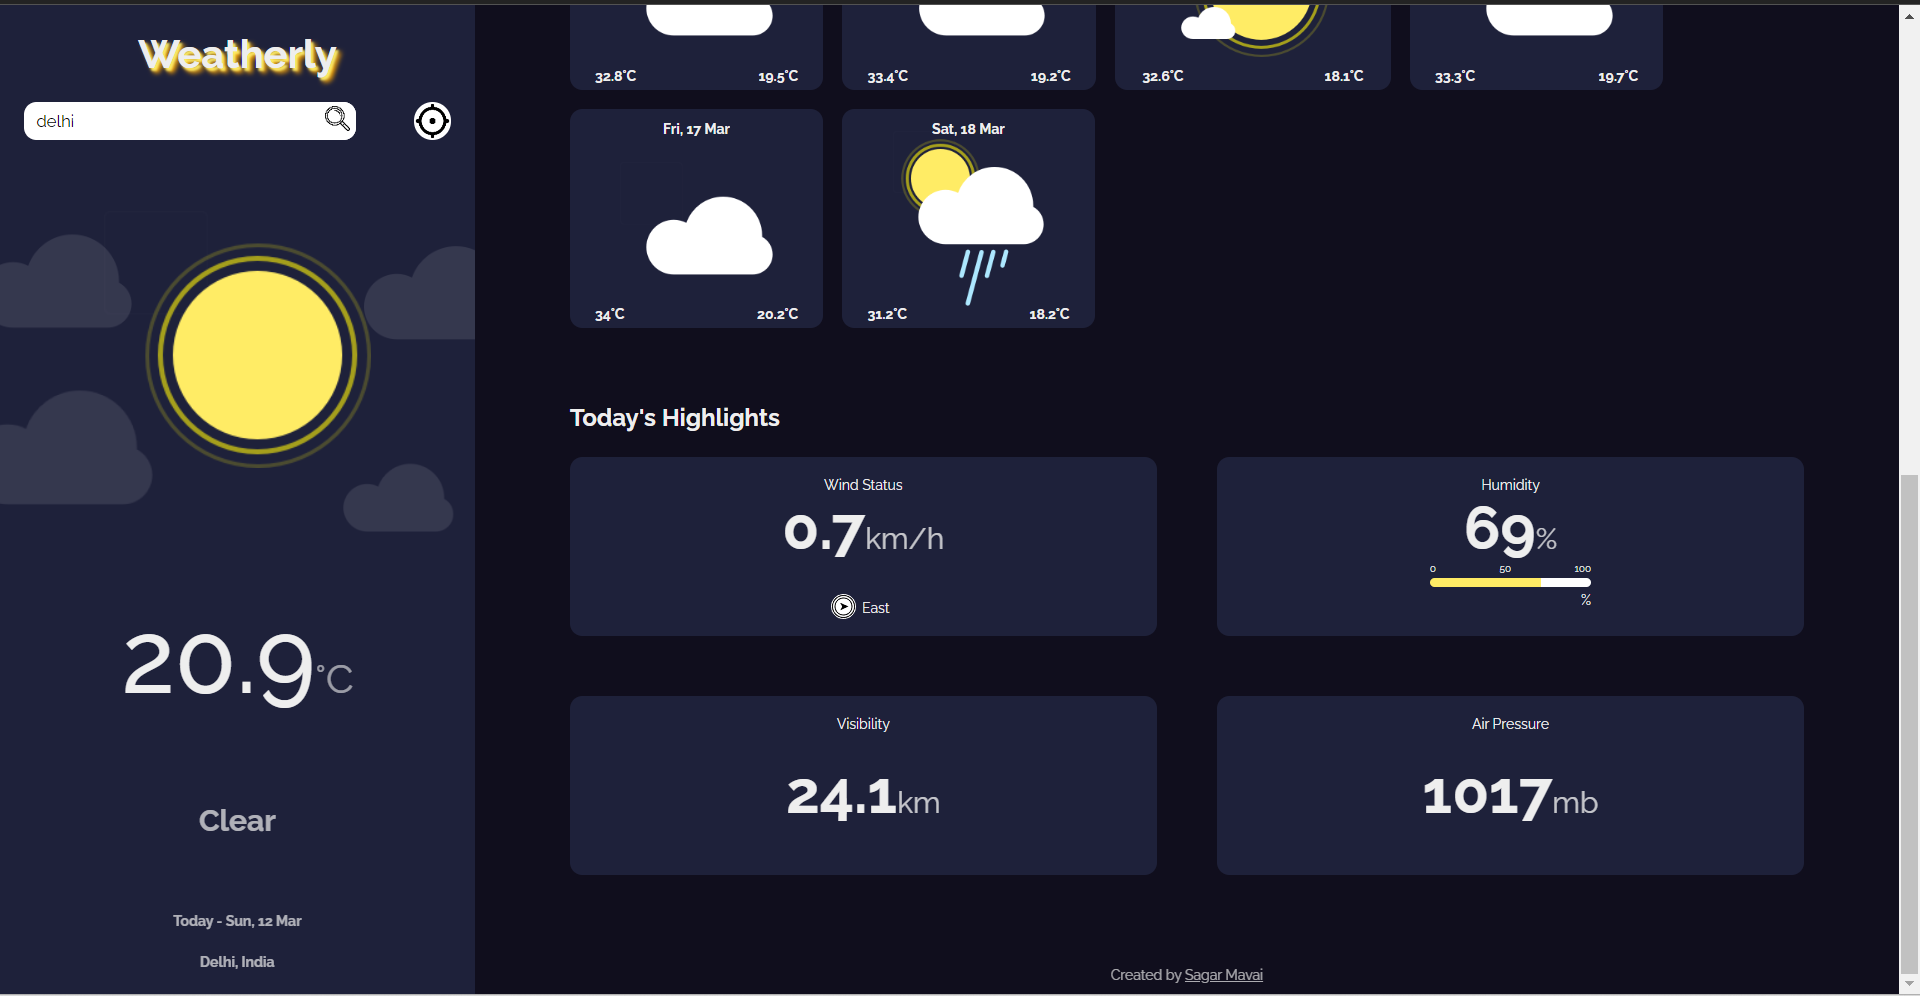 Weatherly
delhi
20.9°C
Clear
Today - Sun, 12 Mar
Delhi, India
32.8°C 19.5°C
33.4°C 19.2°C
32.6°C 18.1°C
33.3°C 19.7°C
Fri, 17 Mar
34°C 20.2°C
Sat, 18 Mar
31.2°C 18.2°C
Today's Highlights
Wind Status
0.7km/h
East
Humidity
69%
0 50 100
%
Visibility
24.1km
Air Pressure
1017mb
Created by Sagar Mavai